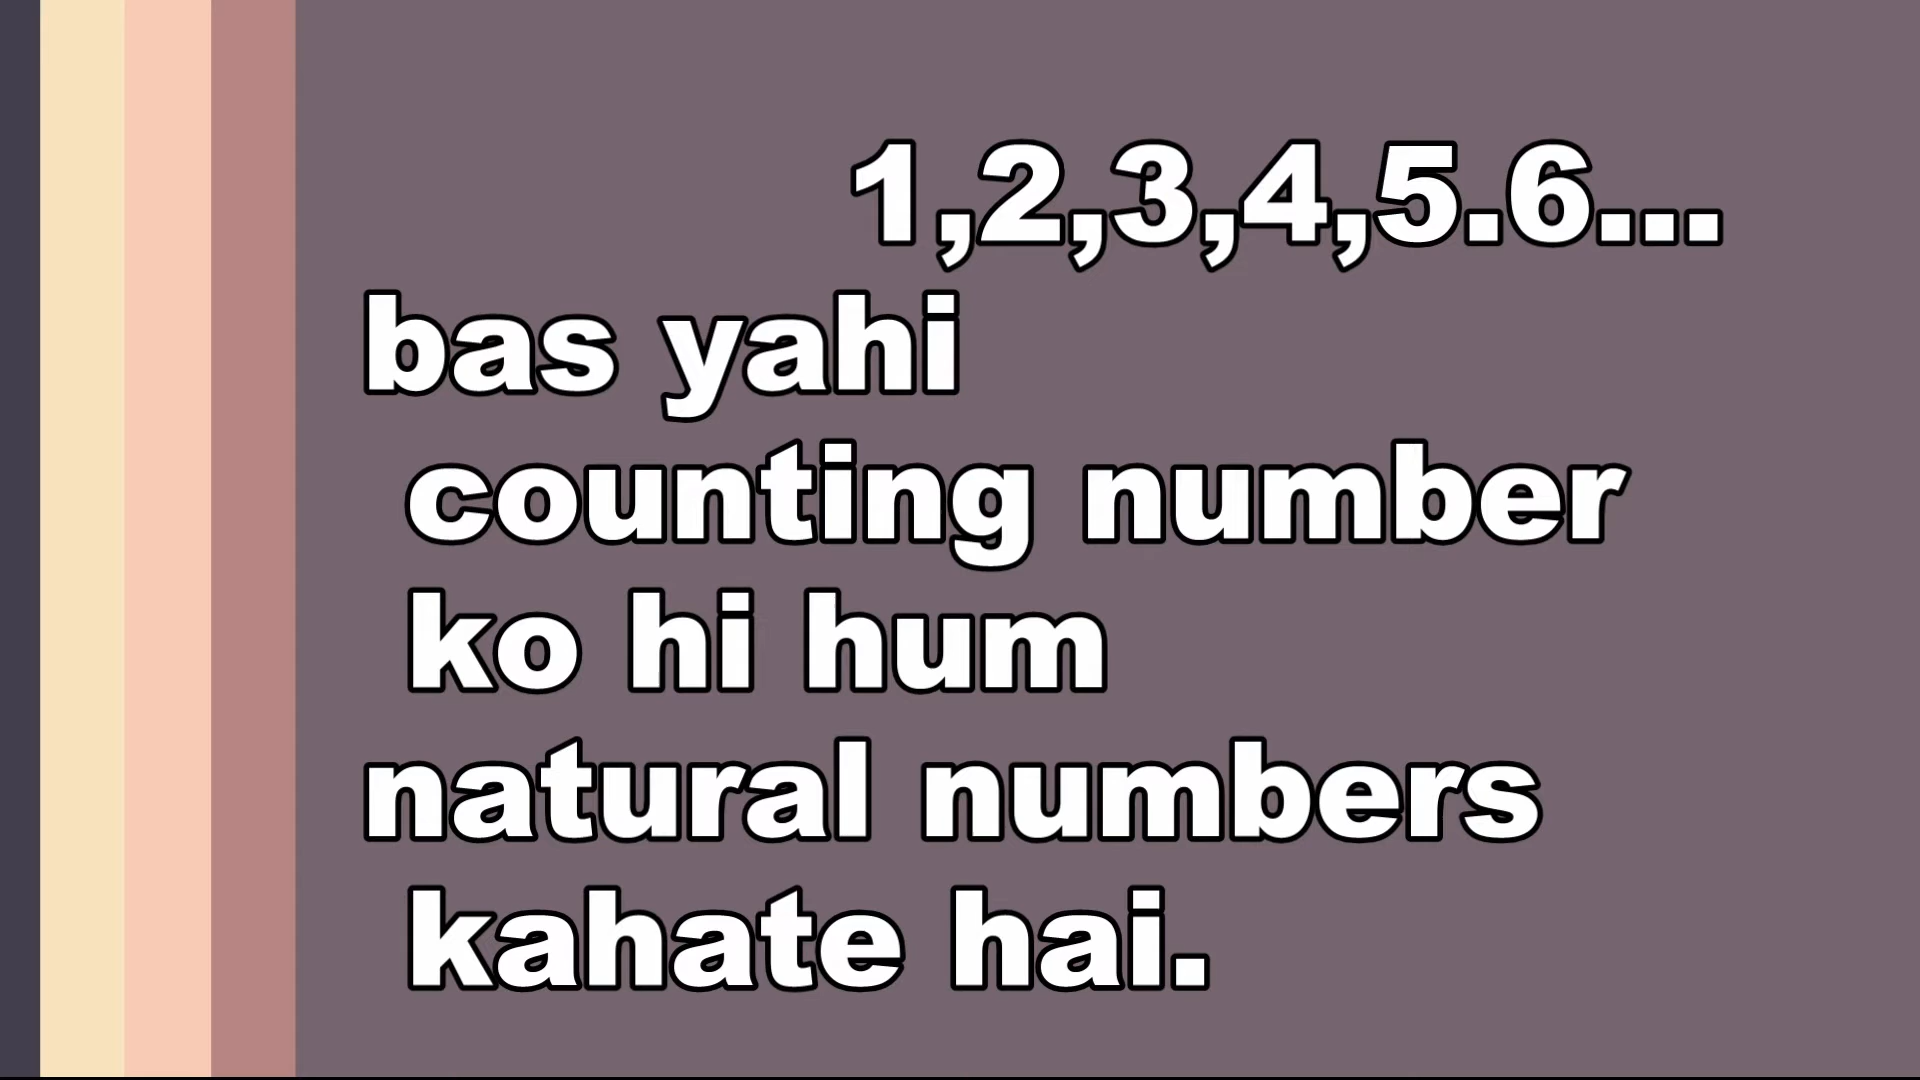 1,2,3,4,5.6...
bas yahi
counting number
ko hi hum
natural numbers
kahate hai.